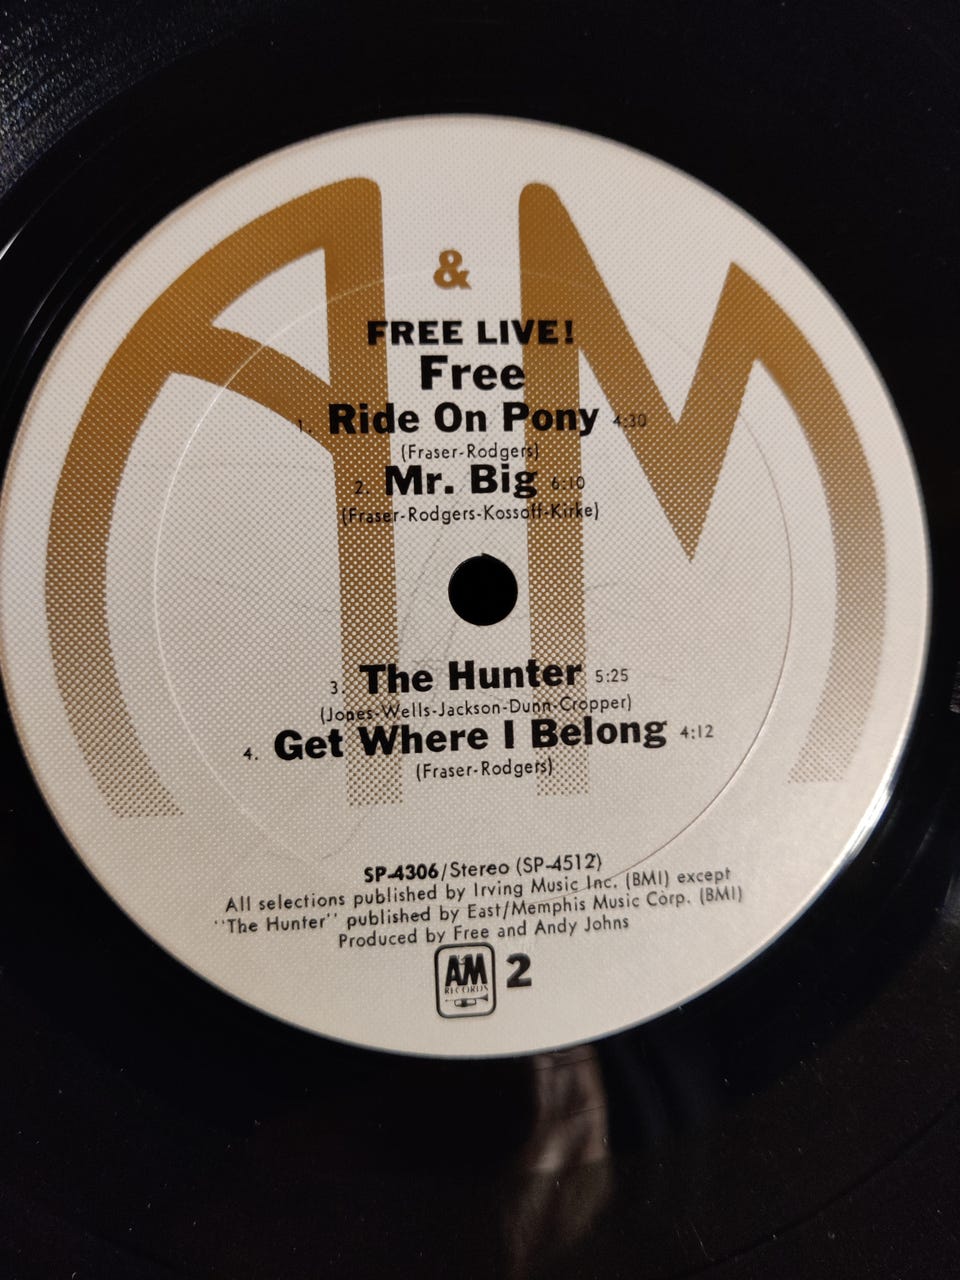 A & M
FREE LIVE!
Free
1. Ride On Pony 4:30
(Fraser-Rodgers)
2. Mr. Big 6:10
(Fraser-Rodgers-Kossoff-Kirke)
3. The Hunter 5:25
(Jones-Wells-Jackson-Dunn-Cropper)
4. Get Where I Belong 4:12
(Fraser-Rodgers)
SP-4306/Stereo (SP-4512)
All selections published by Irving Music Inc. (BMI) except
"The Hunter" published by East/Memphis Music Corp. (BMI)
Produced by Free and Andy Johns
AM RECORDS 2